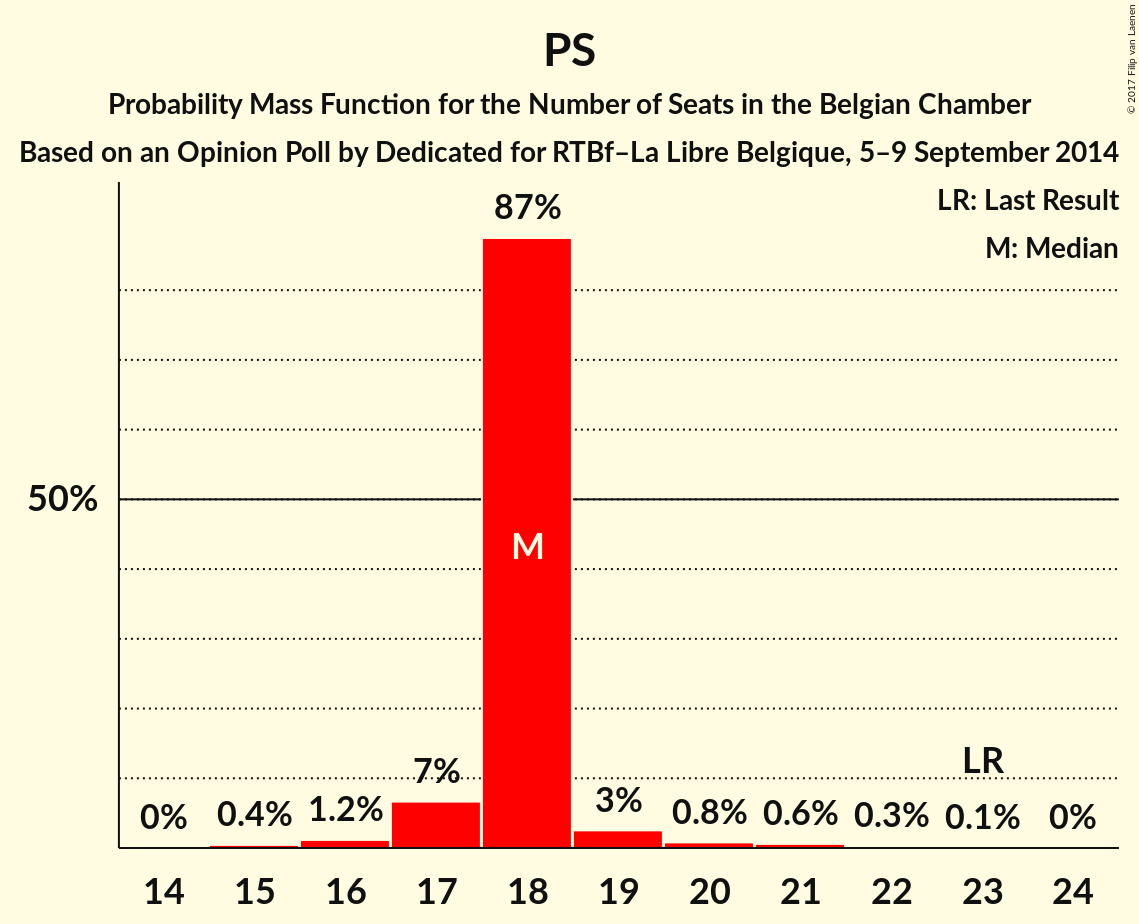 PS
Probability Mass Function for the Number of Seats in the Belgian Chamber
Based on an Opinion Poll by Dedicated for RTBf–La Libre Belgique, 5–9 September 2014
© 2017 Filip van Laenen
LR: Last Result
M: Median
87%
50%
M
7%
LR
0% 0.4% 1.2% 3% 0.8% 0.6% 0.3% 0.1% 0%
14 15 16 17 18 19 20 21 22 23 24